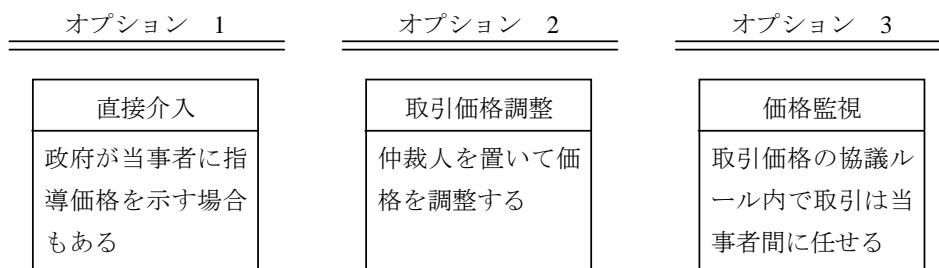 オプション 1
直接介入
政府が当事者に指
導価格を示す場合
もある
オプション 2
取引価格調整
仲裁人を置いて価
格を調整する
オプション 3
価格監視
取引価格の協議ル
ール内で取引は当
事者間に任せる